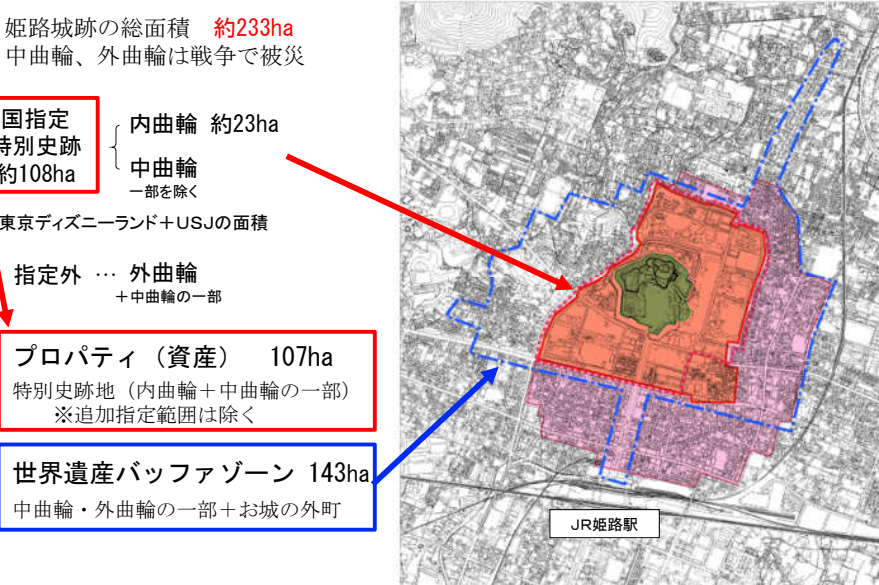 姫路城跡の総面積　約233ha
中曲輪、外曲輪は戦争で被災
国指定
特別史跡
約108ha
内曲輪 約23ha
中曲輪
一部を除く
東京ディズニーランド＋USJの面積
指定外 … 外曲輪
＋中曲輪の一部
プロパティ（資産）　107ha
特別史跡地（内曲輪＋中曲輪の一部）
※追加指定範囲は除く
世界遺産バッファゾーン 143ha
中曲輪・外曲輪の一部＋お城の外町
JR姫路駅